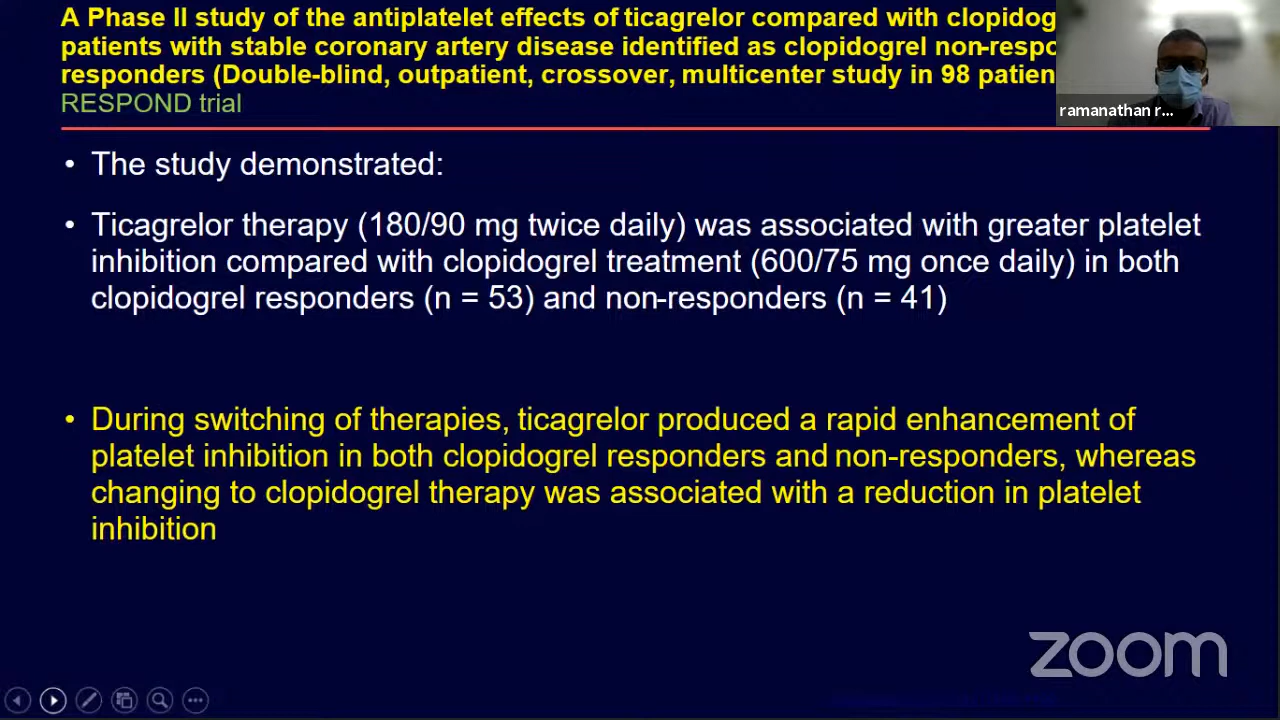 A Phase II study of the antiplatelet effects of ticagrelor compared with
patients with stable coronary artery disease identified as clopidogrel
responders (Double-blind, outpatient, crossover, multicenter study in 98
RESPOND trial
ramanathan r...
• The study demonstrated:
• Ticagrelor therapy (180/90 mg twice daily) was associated with greater platelet
inhibition compared with clopidogrel treatment (600/75 mg once daily) in both
clopidogrel responders (n = 53) and non-responders (n = 41)
• During switching of therapies, ticagrelor produced a rapid enhancement of
platelet inhibition in both clopidogrel responders and non-responders, whereas
changing to clopidogrel therapy was associated with a reduction in platelet
inhibition
zoom